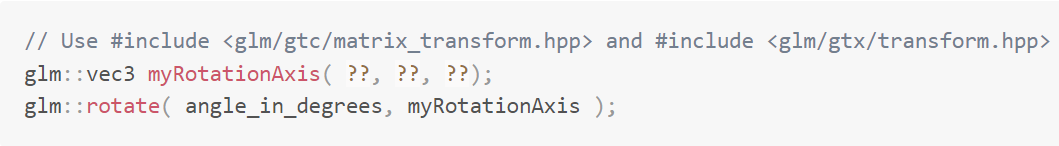 // Use #include <glm/gtc/matrix_transform.hpp> and #include <glm/gtx/transform.hpp>
glm::vec3 myRotationAxis( ??, ??, ??);
glm::rotate( angle_in_degrees, myRotationAxis );